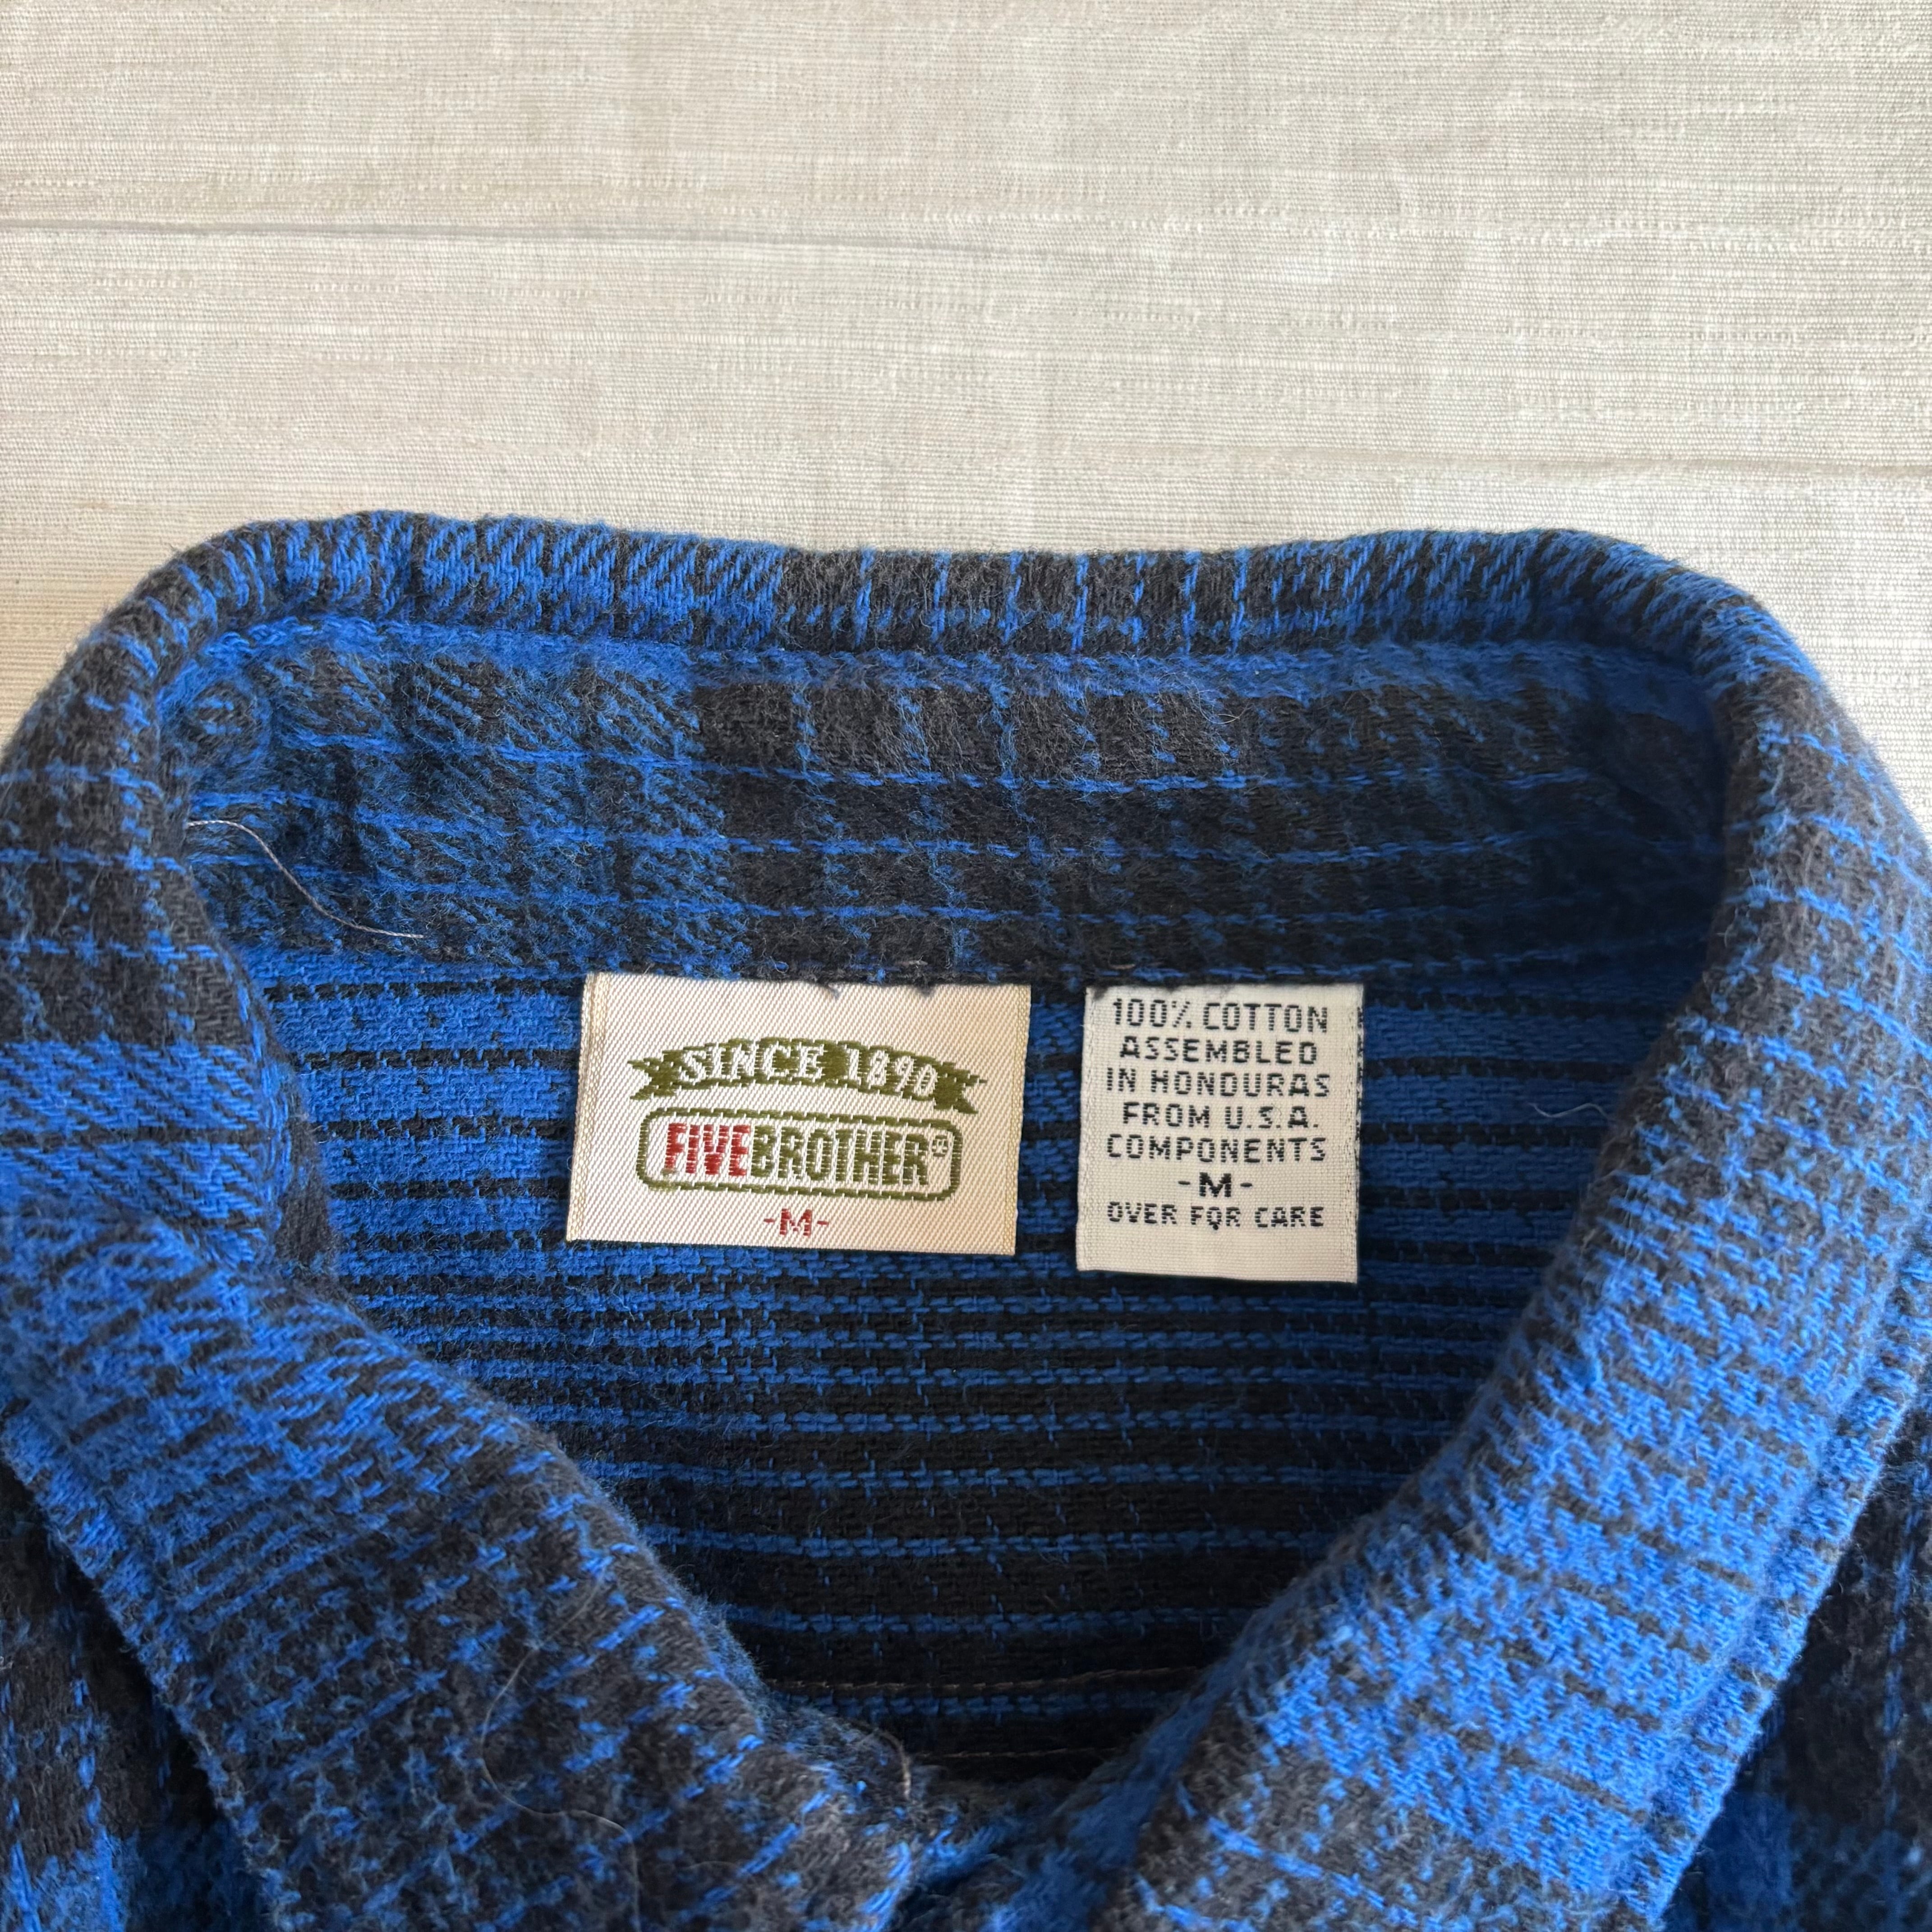 SINCE 1890
FIVEBROTHER®
-M-
100% COTTON
ASSEMBLED
IN HONDURAS
FROM U.S.A.
COMPONENTS
-M-
OVER FOR CARE